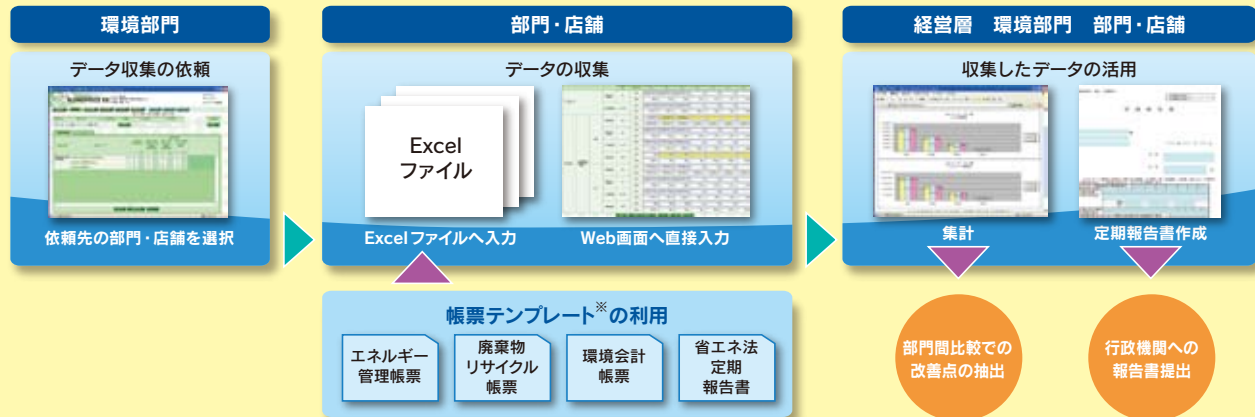 環境部門
データ収集の依頼
依頼先の部門・店舗を選択
部門・店舗
データの収集
Excel
ファイル
Excel ファイルへ入力
Web画面へ直接入力
帳票テンプレート※の利用
エネルギー
管理帳票
廃棄物
リサイクル
帳票
環境会計
帳票
省エネ法
定期
報告書
経営層 環境部門 部門・店舗
収集したデータの活用
集計
定期報告書作成
部門間比較での
改善点の抽出
行政機関への
報告書提出